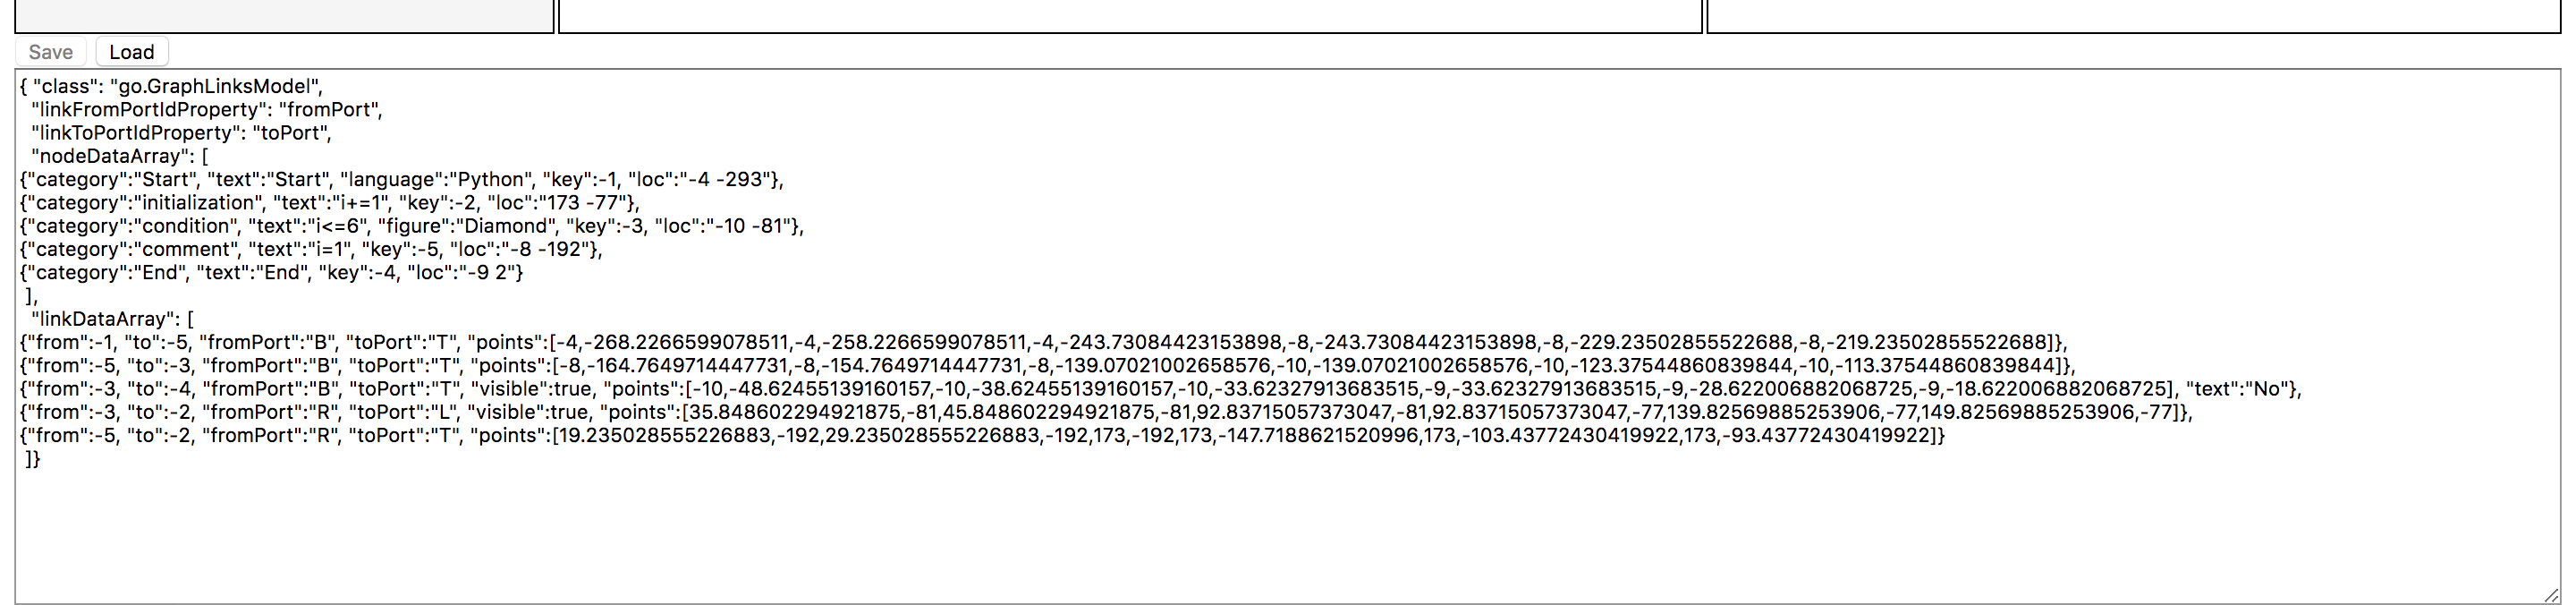 Save Load
{ "class": "go.GraphLinksModel",
"linkFromPortIdProperty": "fromPort",
"linkToPortIdProperty": "toPort",
"nodeDataArray": [
{"category":"Start", "text":"Start", "language":"Python", "key":-1, "loc":"-4 -293"},
{"category":"initialization", "text":"i+=1", "key":-2, "loc":"173 -77"},
{"category":"condition", "text":"i<=6", "figure":"Diamond", "key":-3, "loc":"-10 -81"},
{"category":"comment", "text":"i=1", "key":-5, "loc":"-8 -192"},
{"category":"End", "text":"End", "key":-4, "loc":"-9 2"}
],
"linkDataArray": [
{"from":-1, "to":-5, "fromPort":"B", "toPort":"T", "points":[-4,-268.2266599078511,-4,-258.2266599078511,-4,-243.73084423153898,-8,-243.73084423153898,-8,-229.23502855522688,-8,-219.23502855522688]},
{"from":-5, "to":-3, "fromPort":"B", "toPort":"T", "points":[-8,-164.7649714447731,-8,-154.7649714447731,-8,-139.07021002658576,-10,-139.07021002658576,-10,-123.37544860839844,-10,-113.37544860839844]},
{"from":-3, "to":-4, "fromPort":"B", "toPort":"T", "visible":true, "points":[-10,-48.62455139160157,-10,-38.62455139160157,-10,-33.62327913683515,-9,-33.62327913683515,-9,-28.622006882068725,-9,-18.622006882068725], "text":"No"},
{"from":-3, "to":-2, "fromPort":"R", "toPort":"L", "visible":true, "points":[35.848602294921875,-81,45.848602294921875,-81,92.83715057373047,-81,92.83715057373047,-77,139.82569885253906,-77,149.82569885253906,-77]},
{"from":-5, "to":-2, "fromPort":"R", "toPort":"T", "points":[19.235028555226883,-192,29.235028555226883,-192,173,-192,173,-147.7188621520996,173,-103.43772430419922,173,-93.43772430419922]}
]}